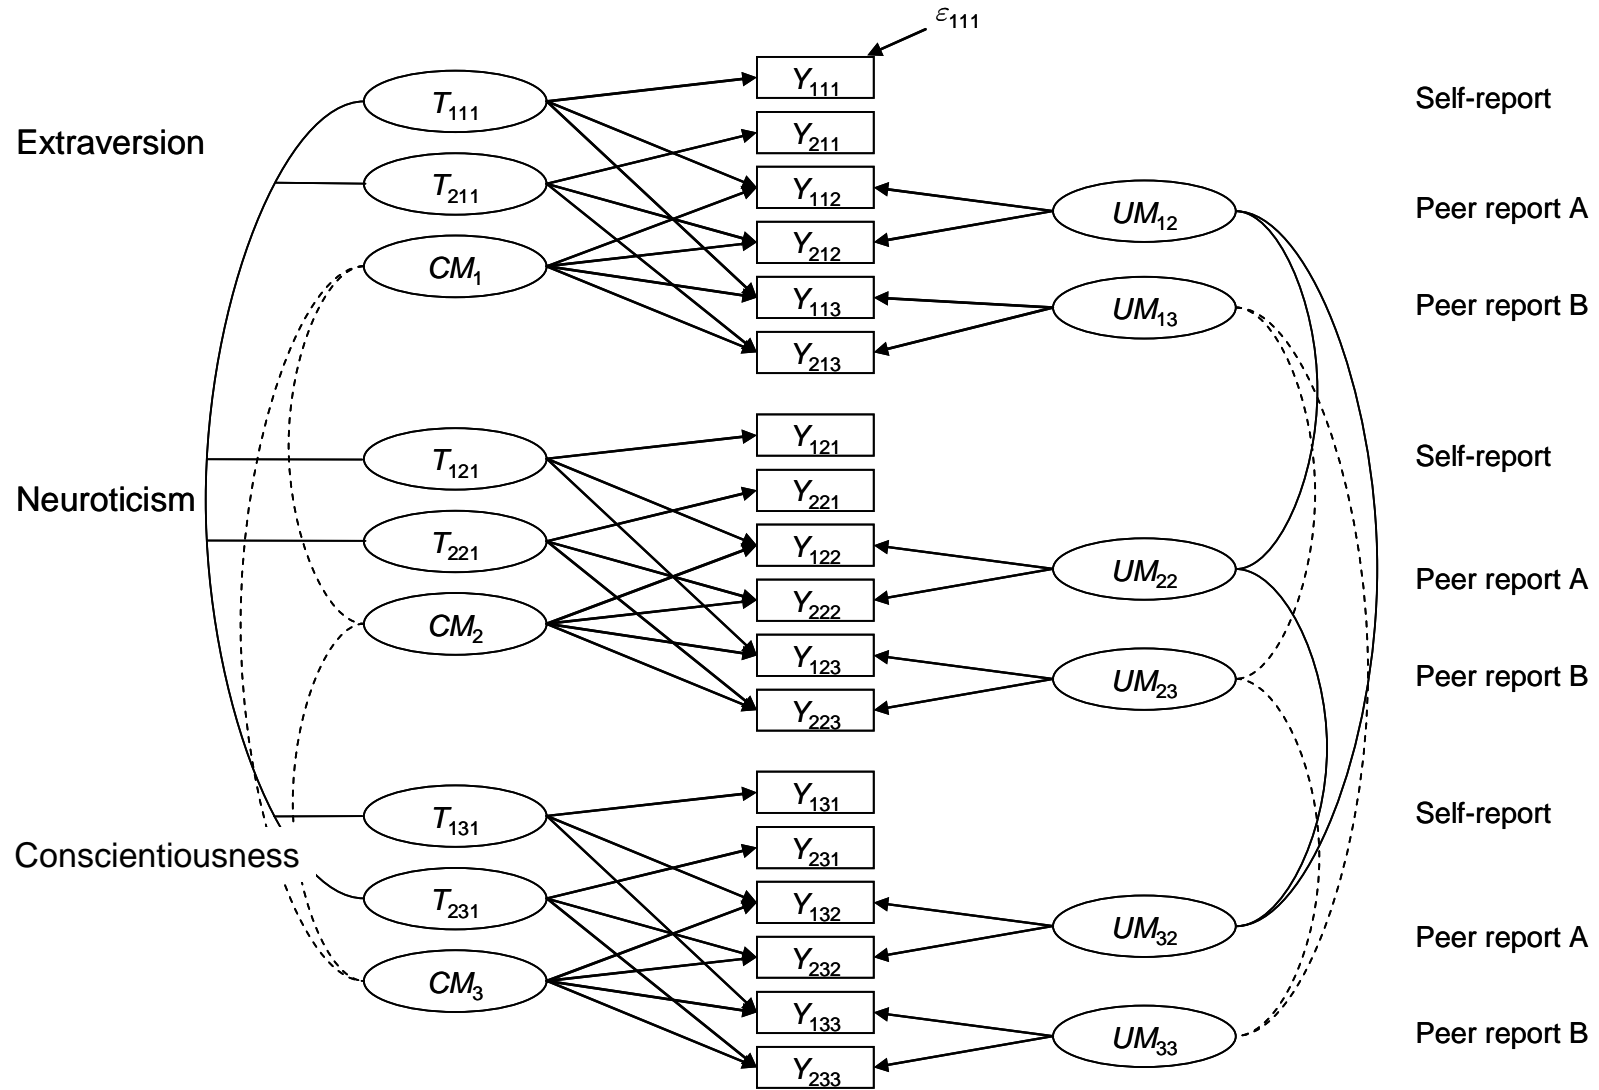 ε111
Y111
Self-report
T111
Extraversion
Y211
T211
Y112
UM12
Peer report A
Y212
CM1
Y113
UM13
Peer report B
Y213
Y121
Self-report
T121
Neuroticism
Y221
T221
Y122
UM22
Peer report A
Y222
CM2
Y123
UM23
Peer report B
Y223
Y131
Self-report
T131
Conscientiousness
Y231
T231
Y132
UM32
Peer report A
Y232
CM3
Y133
UM33
Peer report B
Y233